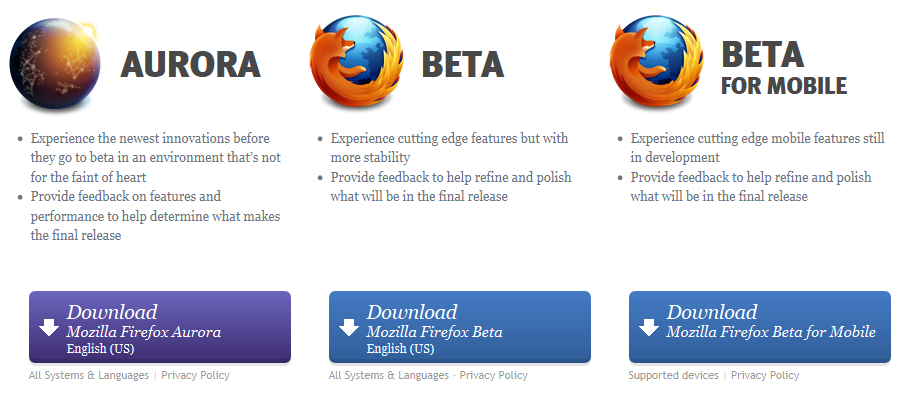 AURORA
Experience the newest innovations before
they go to beta in an environment that's not
for the faint of heart
Provide feedback on features and
performance to help determine what makes
the final release
Download
Mozilla Firefox Aurora
English (US)
All Systems & Languages | Privacy Policy
BETA
Experience cutting edge features but with
more stability
Provide feedback to help refine and polish
what will be in the final release
Download
Mozilla Firefox Beta
English (US)
All Systems & Languages - Privacy Policy
BETA
FOR MOBILE
Experience cutting edge mobile features still
in development
Provide feedback to help refine and polish
what will be in the final release
Download
Mozilla Firefox Beta for Mobile
Supported devices | Privacy Policy